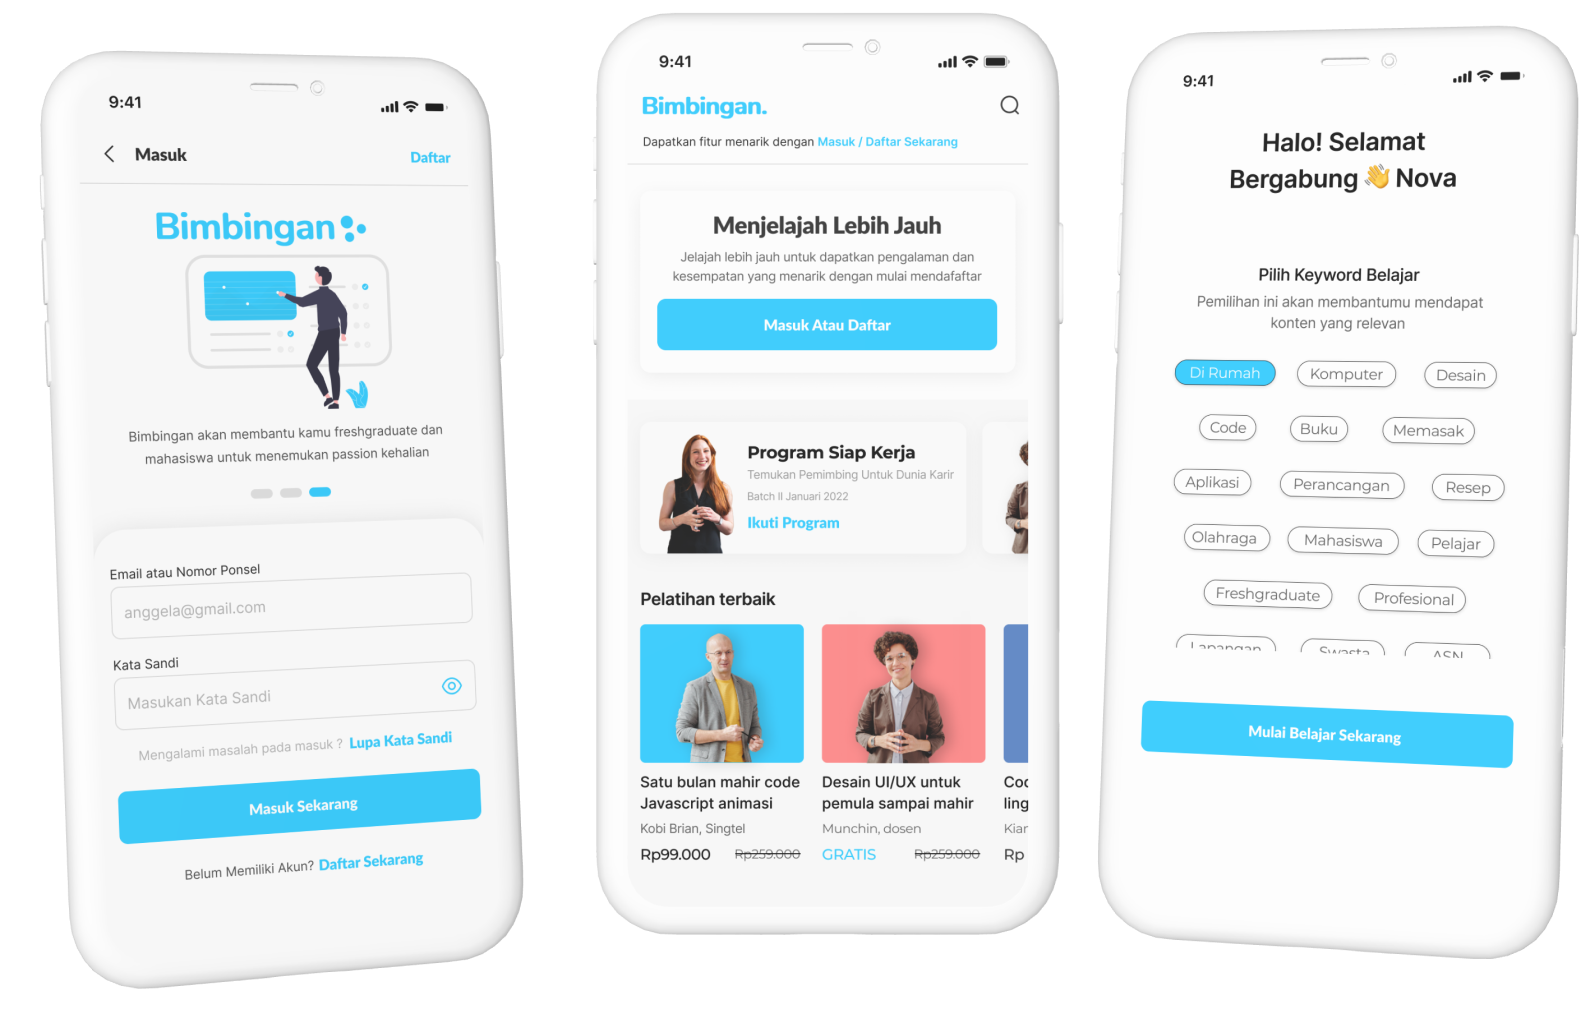 9:41
Masuk
Daftar
Bimbingan
Bimbingan akan membantu kamu freshgraduate dan
mahasiswa untuk menemukan passion kehalian
Email atau Nomor Ponsel
anggela@gmail.com
Kata Sandi
Masukan Kata Sandi
Mengalami masalah pada masuk ? Lupa Kata Sandi
Masuk Sekarang
Belum Memiliki Akun? Daftar Sekarang
9:41
Bimbingan.
Dapatkan fitur menarik dengan Masuk / Daftar Sekarang
Menjelajah Lebih Jauh
Jelajah lebih jauh untuk dapatkan pengalaman dan
kesempatan yang menarik dengan mulai mendafaftar
Masuk Atau Daftar
Program Siap Kerja
Temukan Pemimbing Untuk Dunia Karir
Batch II Januari 2022
Ikuti Program
Pelatihan terbaik
Satu bulan mahir code
Javascript animasi
Kobi Brian, Singtel
Rp99.000 Rp259.000
Desain UI/UX untuk
pemula sampai mahir
Munchin, dosen
GRATIS Rp259.000
ling
Kiar
Rp
9:41
Halo! Selamat
Bergabung 👋 Nova
Pilih Keyword Belajar
Pemilihan ini akan membantumu mendapat
konten yang relevan
Di Rumah Komputer Desain
Code Buku Memasak
Aplikasi Perancangan Resep
Olahraga Mahasiswa Pelajar
Freshgraduate Profesional
Lapangan Swasta ASN
Mulai Belajar Sekarang